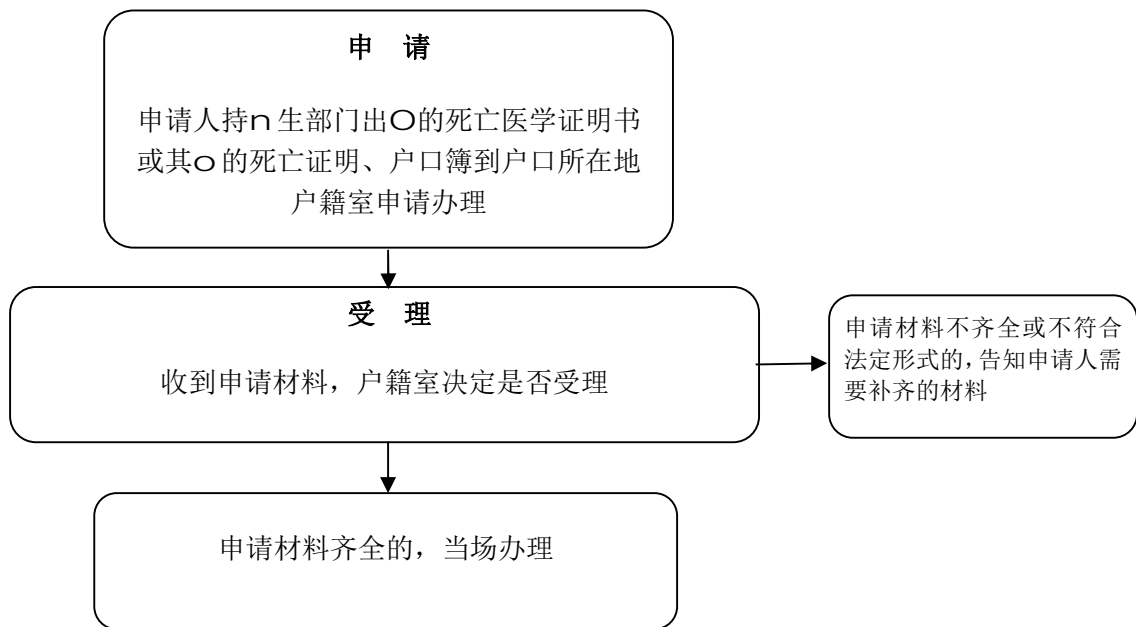 申 请
申请人持n生部门出O的死亡医学证明书
或其o的死亡证明、户口簿到户口所在地
户籍室申请办理
受 理
收到申请材料，户籍室决定是否受理
申请材料不齐全或不符合
法定形式的，告知申请人需
要补齐的材料
申请材料齐全的，当场办理